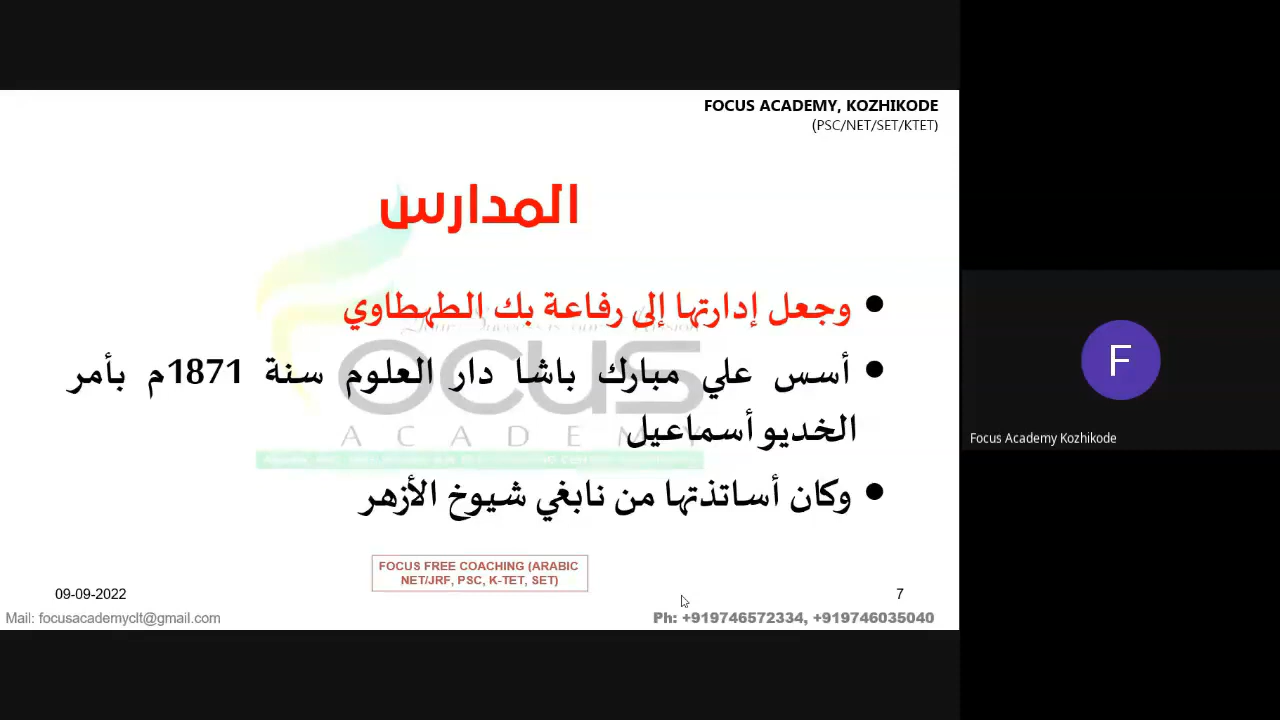 FOCUS ACADEMY, KOZHIKODE
(PSC/NET/SET/KTET)
المدارس
● وجعل إدارتها إلى رفاعة بك الطهطاوي
● أسس علي مبارك باشا دار العلوم سنة 1871م بأمر
الخديو أسماعيل
● وكان أساتذتها من نابغي شيوخ الأزهر
ocus
ACADEMY
FOCUS FREE COACHING (ARABIC
NET/JRF, PSC, K-TET, SET)
09-09-2022
7
Mail: focusacademyclt@gmail.com
Ph: +919746572334, +919746035040
F
Focus Academy Kozhikode